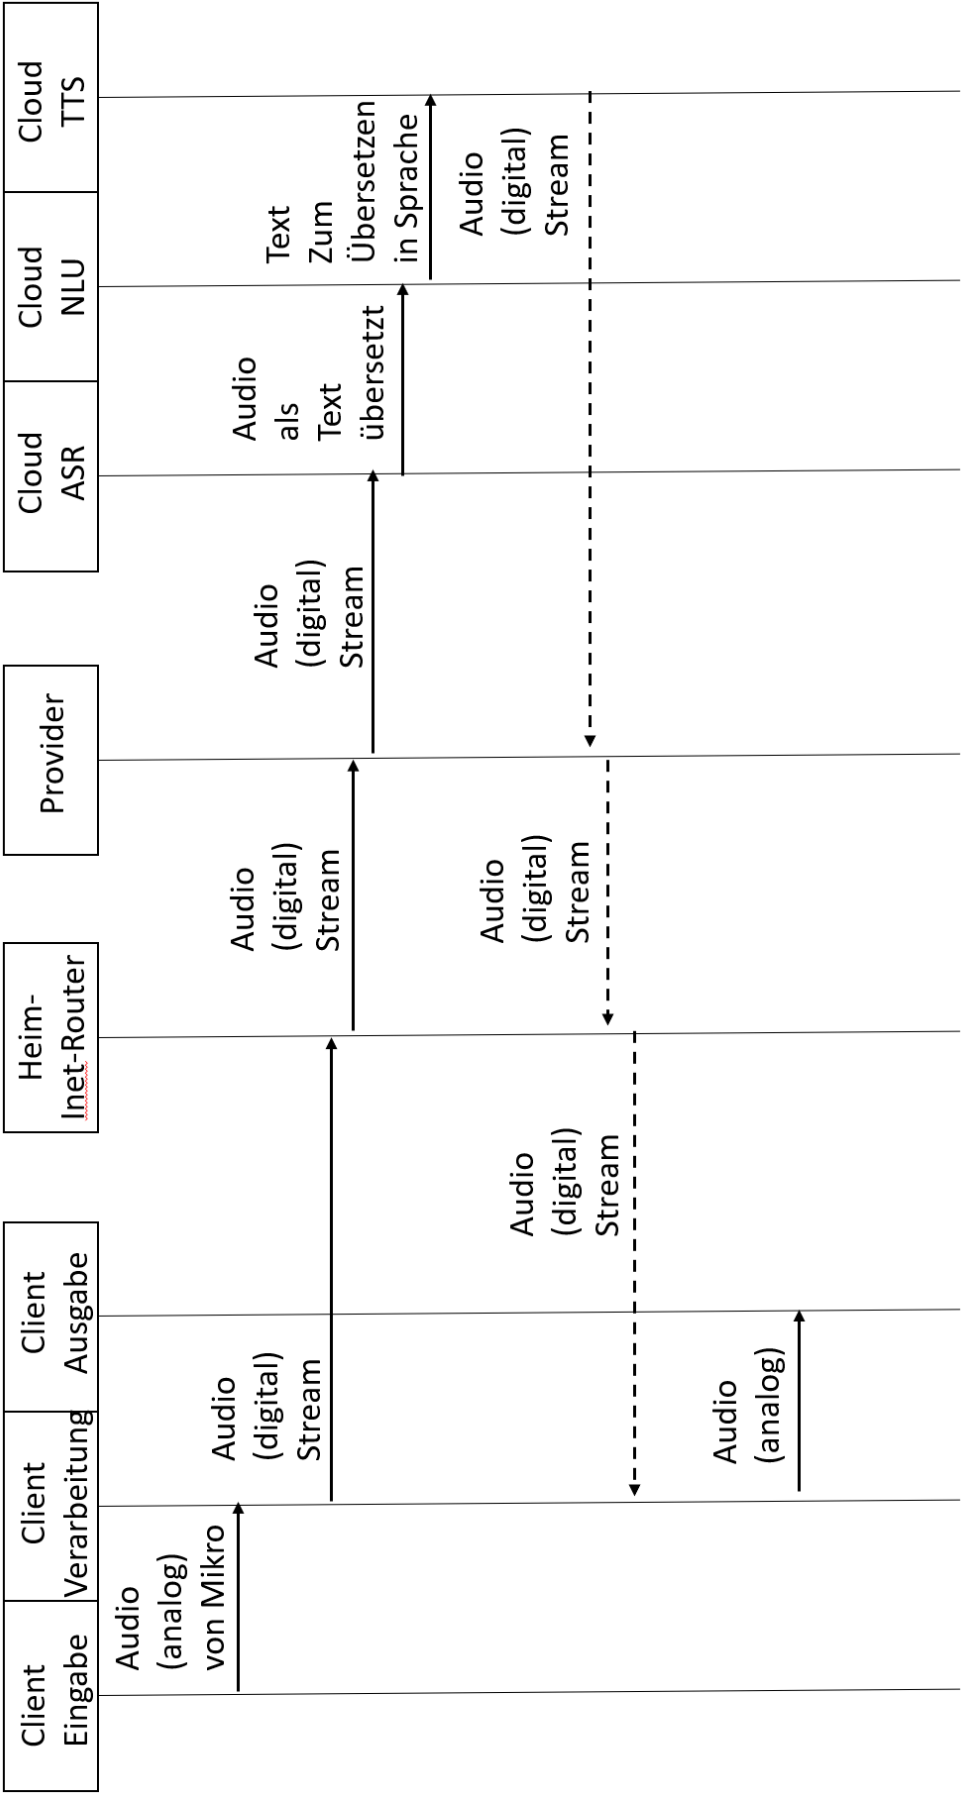 Client
Eingabe
Client
Verarbeitung
Client
Ausgabe
Heim-
Inet-Router
Provider
Cloud
ASR
Cloud
NLU
Cloud
TTS
Audio
(analog)
von Mikro
Audio
(digital)
Stream
Audio
(digital)
Stream
Audio
(digital)
Stream
Audio
als
Text
übersetzt
Text
Zum
Übersetzen
in Sprache
Audio
(digital)
Stream
Audio
(digital)
Stream
Audio
(digital)
Stream
Audio
(analog)